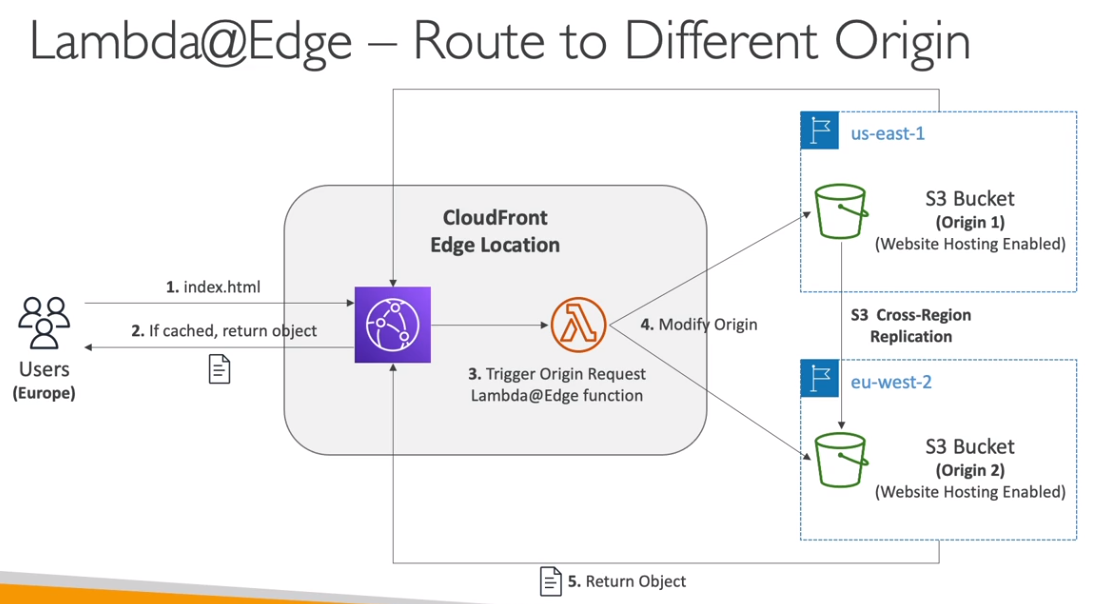 Lambda@Edge – Route to Different Origin
us-east-1
S3 Bucket
(Origin 1)
(Website Hosting Enabled)
CloudFront
Edge Location
1. index.html
2. If cached, return object
Users
(Europe)
3. Trigger Origin Request
Lambda@Edge function
4. Modify Origin
S3 Cross-Region
Replication
eu-west-2
S3 Bucket
(Origin 2)
(Website Hosting Enabled)
5. Return Object